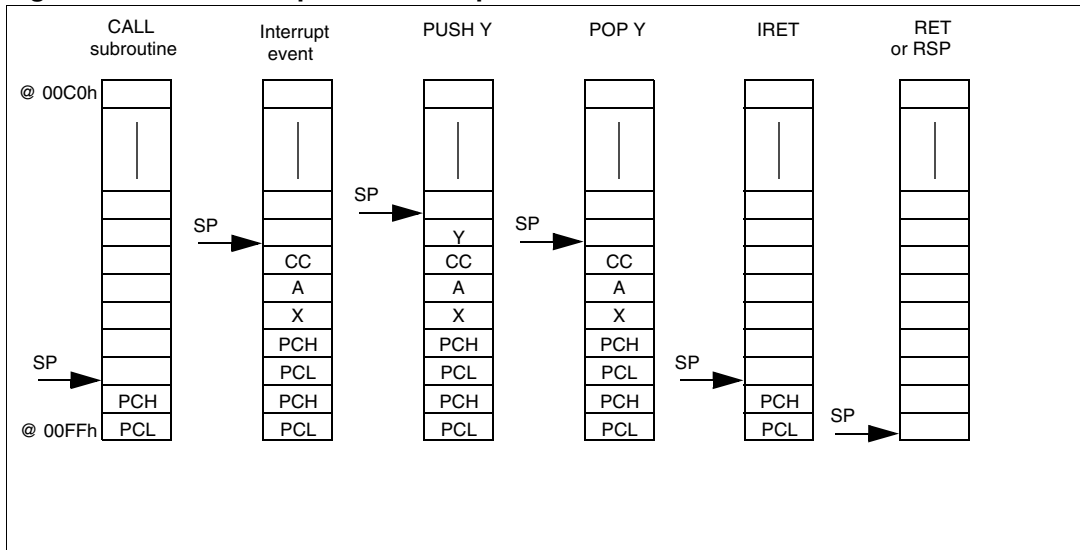 CALL
subroutine
Interrupt
event
PUSH Y
POP Y
IRET
RET
or RSP
@ 00C0h
SP
SP
SP
Y
CC
CC
CC
A
A
A
X
X
X
PCH
PCH
PCH
SP
SP
PCL
PCL
PCL
PCH
PCH
PCH
PCH
PCH
SP
@ 00FFh
PCL
PCL
PCL
PCL
PCL